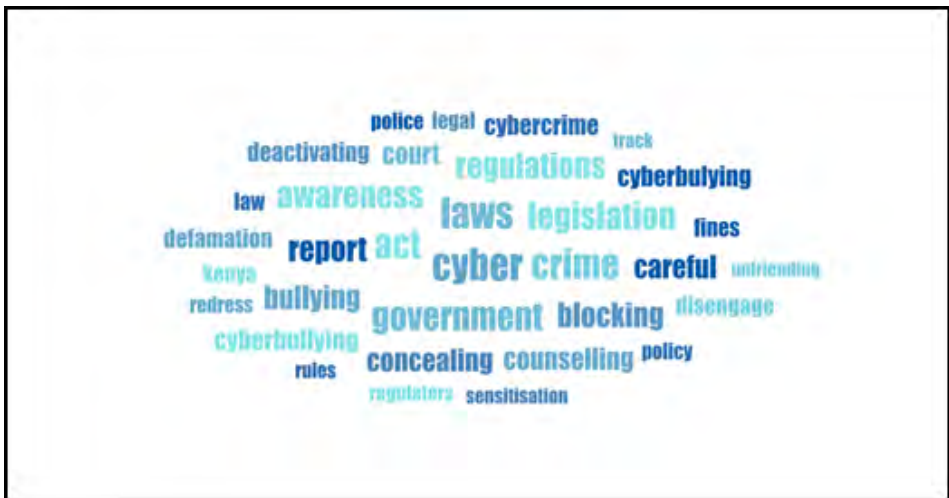 police legal cybercrime
track
deactivating court regulations
cyberbulying
law awareness laws legislation fines
defamation report act
cyber crime careful unfriending
kenya
redress bullying government blocking disengage
cyberbullying
concealing counselling policy
rules
regulators sensitisation